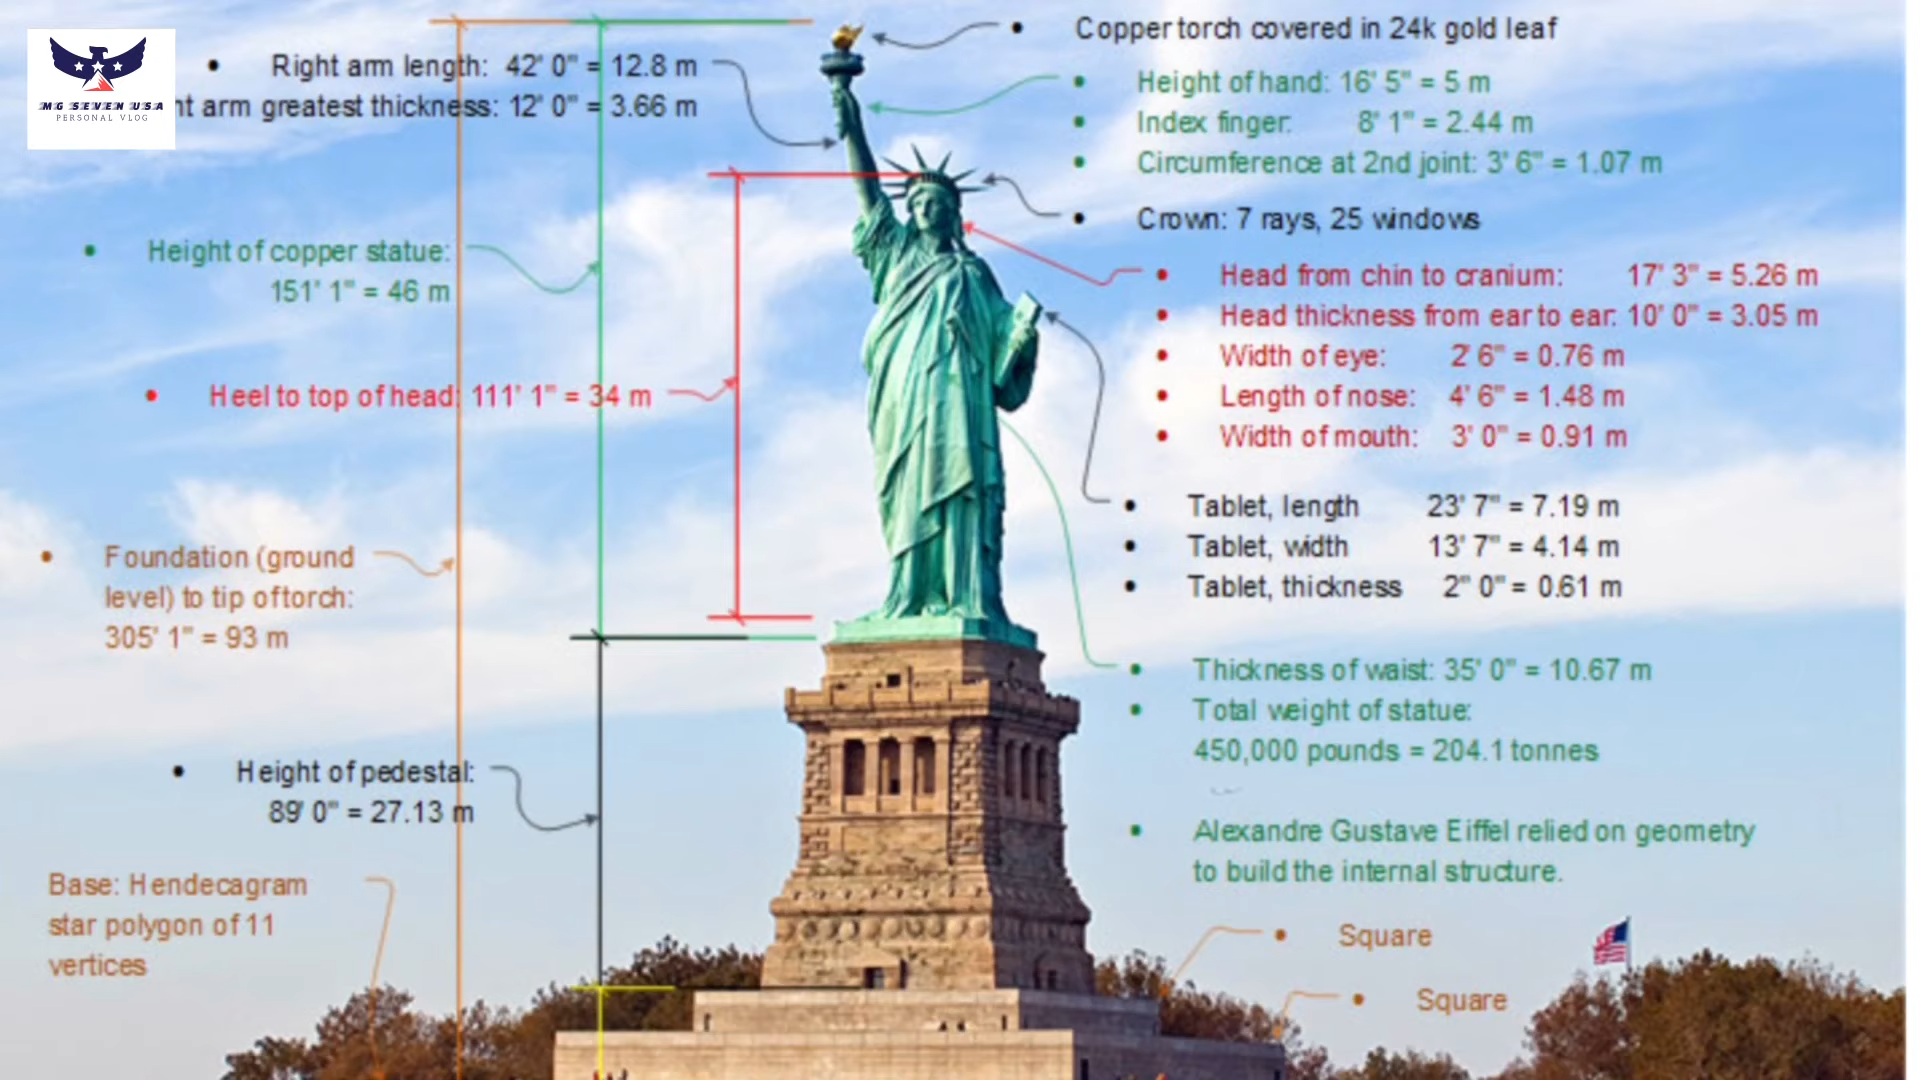 MG SEVEN USA
PERSONAL VLOG
Right arm length: 42' 0" = 12.8 m
nt arm greatest thickness: 12' 0" = 3.66 m
Height of copper statue:
151' 1" = 46 m
Heel to top of head: 111' 1" = 34 m
Foundation (ground
level) to tip of torch:
305' 1" = 93 m
Height of pedestal:
89' 0" = 27.13 m
Base: Hendecagram
star polygon of 11
vertices
Copper torch covered in 24k gold leaf
Height of hand: 16' 5" = 5 m
Index finger: 8' 1" = 2.44 m
Circumference at 2nd joint: 3' 6" = 1.07 m
Crown: 7 rays, 25 windows
Head from chin to cranium: 17' 3" = 5.26 m
Head thickness from ear to ear: 10' 0" = 3.05 m
Width of eye: 2' 6" = 0.76 m
Length of nose: 4' 6" = 1.48 m
Width of mouth: 3' 0" = 0.91 m
Tablet, length 23' 7" = 7.19 m
Tablet, width 13' 7" = 4.14 m
Tablet, thickness 2" 0" = 0.61 m
Thickness of waist: 35' 0" = 10.67 m
Total weight of statue:
450,000 pounds = 204.1 tonnes
Alexandre Gustave Eiffel relied on geometry
to build the internal structure.
Square
Square